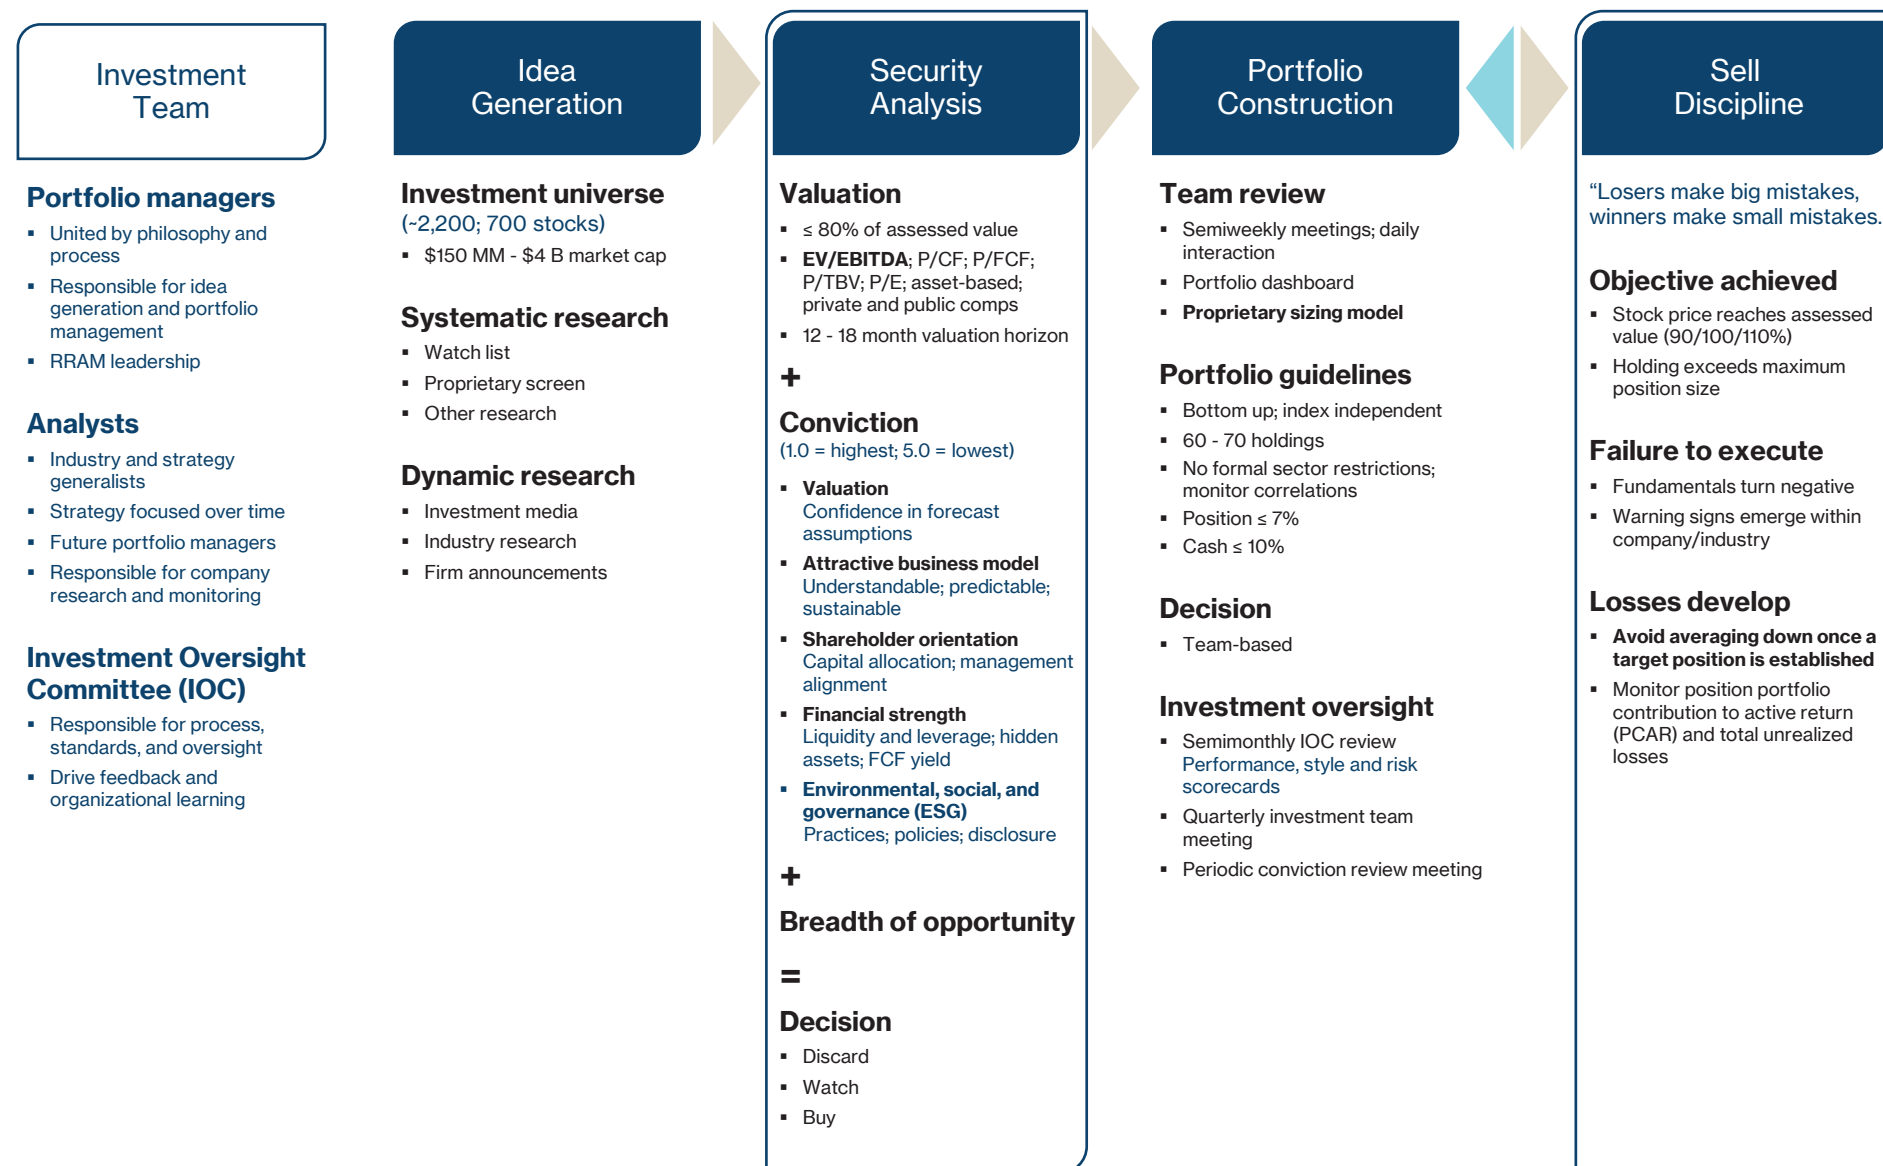 Investment
Team
Portfolio managers
▪ United by philosophy and
process
▪ Responsible for idea
generation and portfolio
management
▪ RRAM leadership
Analysts
▪ Industry and strategy
generalists
▪ Strategy focused over time
▪ Future portfolio managers
▪ Responsible for company
research and monitoring
Investment Oversight
Committee (IOC)
▪ Responsible for process,
standards, and oversight
▪ Drive feedback and
organizational learning
Idea
Generation
Investment universe
(~2,200; 700 stocks)
▪ $150 MM - $4 B market cap
Systematic research
▪ Watch list
▪ Proprietary screen
▪ Other research
Dynamic research
▪ Investment media
▪ Industry research
▪ Firm announcements
Security
Analysis
Valuation
▪ ≤ 80% of assessed value
▪ EV/EBITDA; P/CF; P/FCF;
P/TBV; P/E; asset-based;
private and public comps
▪ 12 - 18 month valuation horizon
+
Conviction
(1.0 = highest; 5.0 = lowest)
▪ Valuation
Confidence in forecast
assumptions
▪ Attractive business model
Understandable; predictable;
sustainable
▪ Shareholder orientation
Capital allocation; management
alignment
▪ Financial strength
Liquidity and leverage; hidden
assets; FCF yield
▪ Environmental, social, and
governance (ESG)
Practices; policies; disclosure
+
Breadth of opportunity
=
Decision
▪ Discard
▪ Watch
▪ Buy
Portfolio
Construction
Team review
▪ Semiweekly meetings; daily
interaction
▪ Portfolio dashboard
▪ Proprietary sizing model
Portfolio guidelines
▪ Bottom up; index independent
▪ 60 - 70 holdings
▪ No formal sector restrictions;
monitor correlations
▪ Position ≤ 7%
▪ Cash ≤ 10%
Decision
▪ Team-based
Investment oversight
▪ Semimonthly IOC review
Performance, style and risk
scorecards
▪ Quarterly investment team
meeting
▪ Periodic conviction review meeting
Sell
Discipline
“Losers make big mistakes,
winners make small mistakes.
Objective achieved
▪ Stock price reaches assessed
value (90/100/110%)
▪ Holding exceeds maximum
position size
Failure to execute
▪ Fundamentals turn negative
▪ Warning signs emerge within
company/industry
Losses develop
▪ Avoid averaging down once a
target position is established
▪ Monitor position portfolio
contribution to active return
(PCAR) and total unrealized
losses